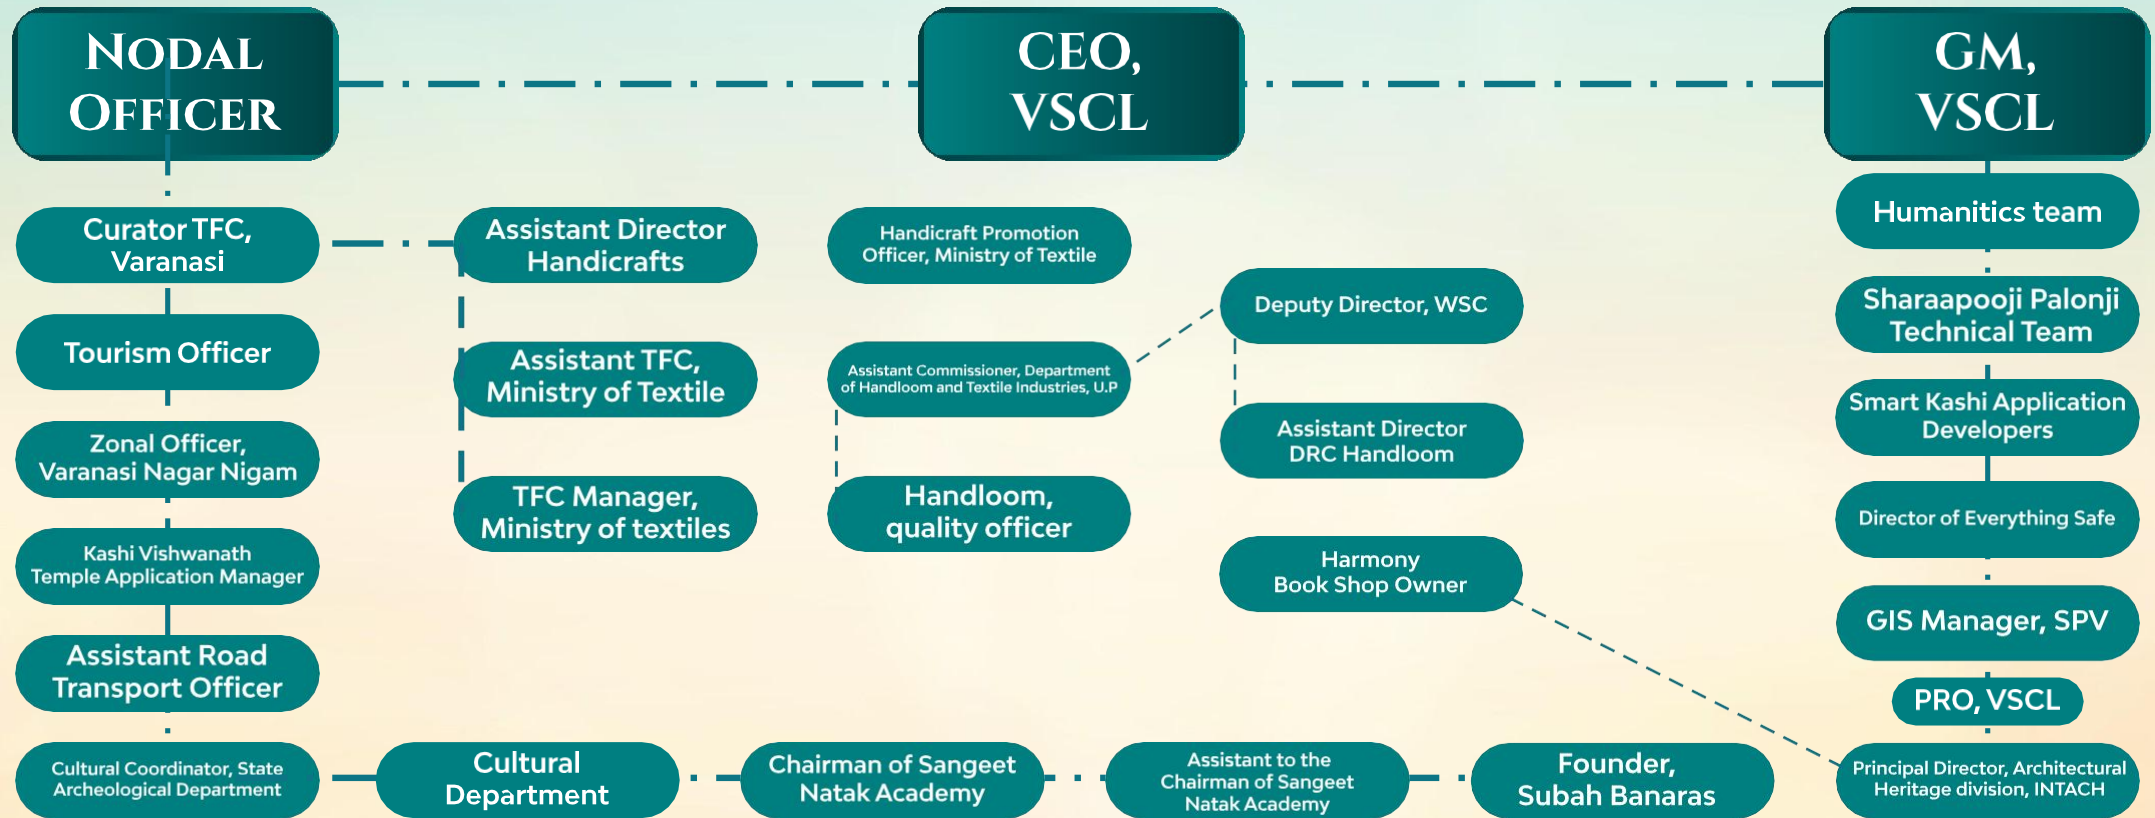 NODAL
OFFICER
CEO,
VSCL
GM,
VSCL
Curator TFC,
Varanasi
Tourism Officer
Zonal Officer,
Varanasi Nagar Nigam
Kashi Vishwanath
Temple Application Manager
Assistant Road
Transport Officer
Cultural Coordinator, State
Archeological Department
Assistant Director
Handicrafts
Assistant TFC,
Ministry of Textile
TFC Manager,
Ministry of textiles
Handicraft Promotion
Officer, Ministry of Textile
Assistant Commissioner, Department
of Handloom and Textile Industries, U.P
Handloom,
quality officer
Deputy Director, WSC
Assistant Director
DRC Handloom
Harmony
Book Shop Owner
Cultural
Department
Chairman of Sangeet
Natak Academy
Assistant to the
Chairman of Sangeet
Natak Academy
Founder,
Subah Banaras
Humanitics team
Sharaapooji Palonji
Technical Team
Smart Kashi Application
Developers
Director of Everything Safe
GIS Manager, SPV
PRO, VSCL
Principal Director, Architectural
Heritage division, INTACH